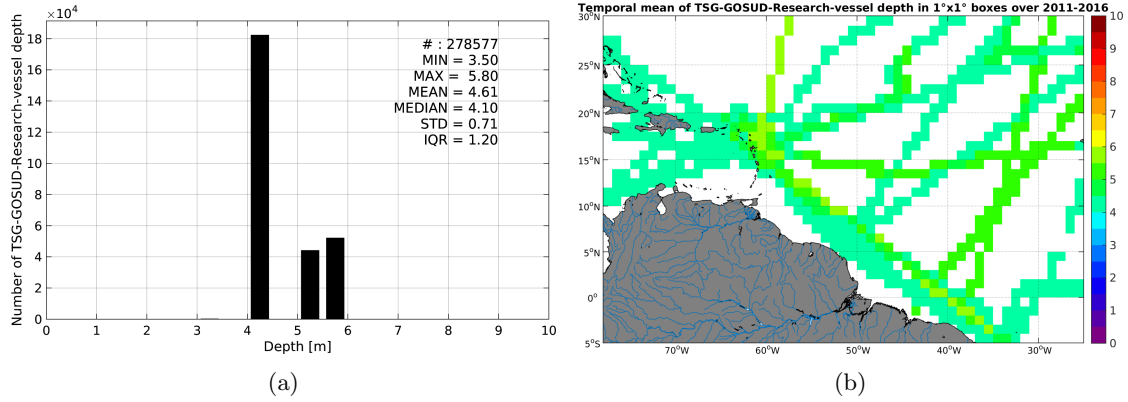 ×10⁴
18
16
14
12
10
8
6
4
2
0
Number of TSG-GOSUD-Research-vessel depth
# : 278577
MIN = 3.50
MAX = 5.80
MEAN = 4.61
MEDIAN = 4.10
STD = 0.71
IQR = 1.20
0 1 2 3 4 5 6 7 8 9 10
Depth [m]
(a)
Temporal mean of TSG-GOSUD-Research-vessel depth in 1°x1° boxes over 2011-2016
30°N
25°N
20°N
15°N
10°N
5°N
0°
5°S
70°W 60°W 50°W 40°W 30°W
10
9
8
7
6
5
4
3
2
1
0
(b)